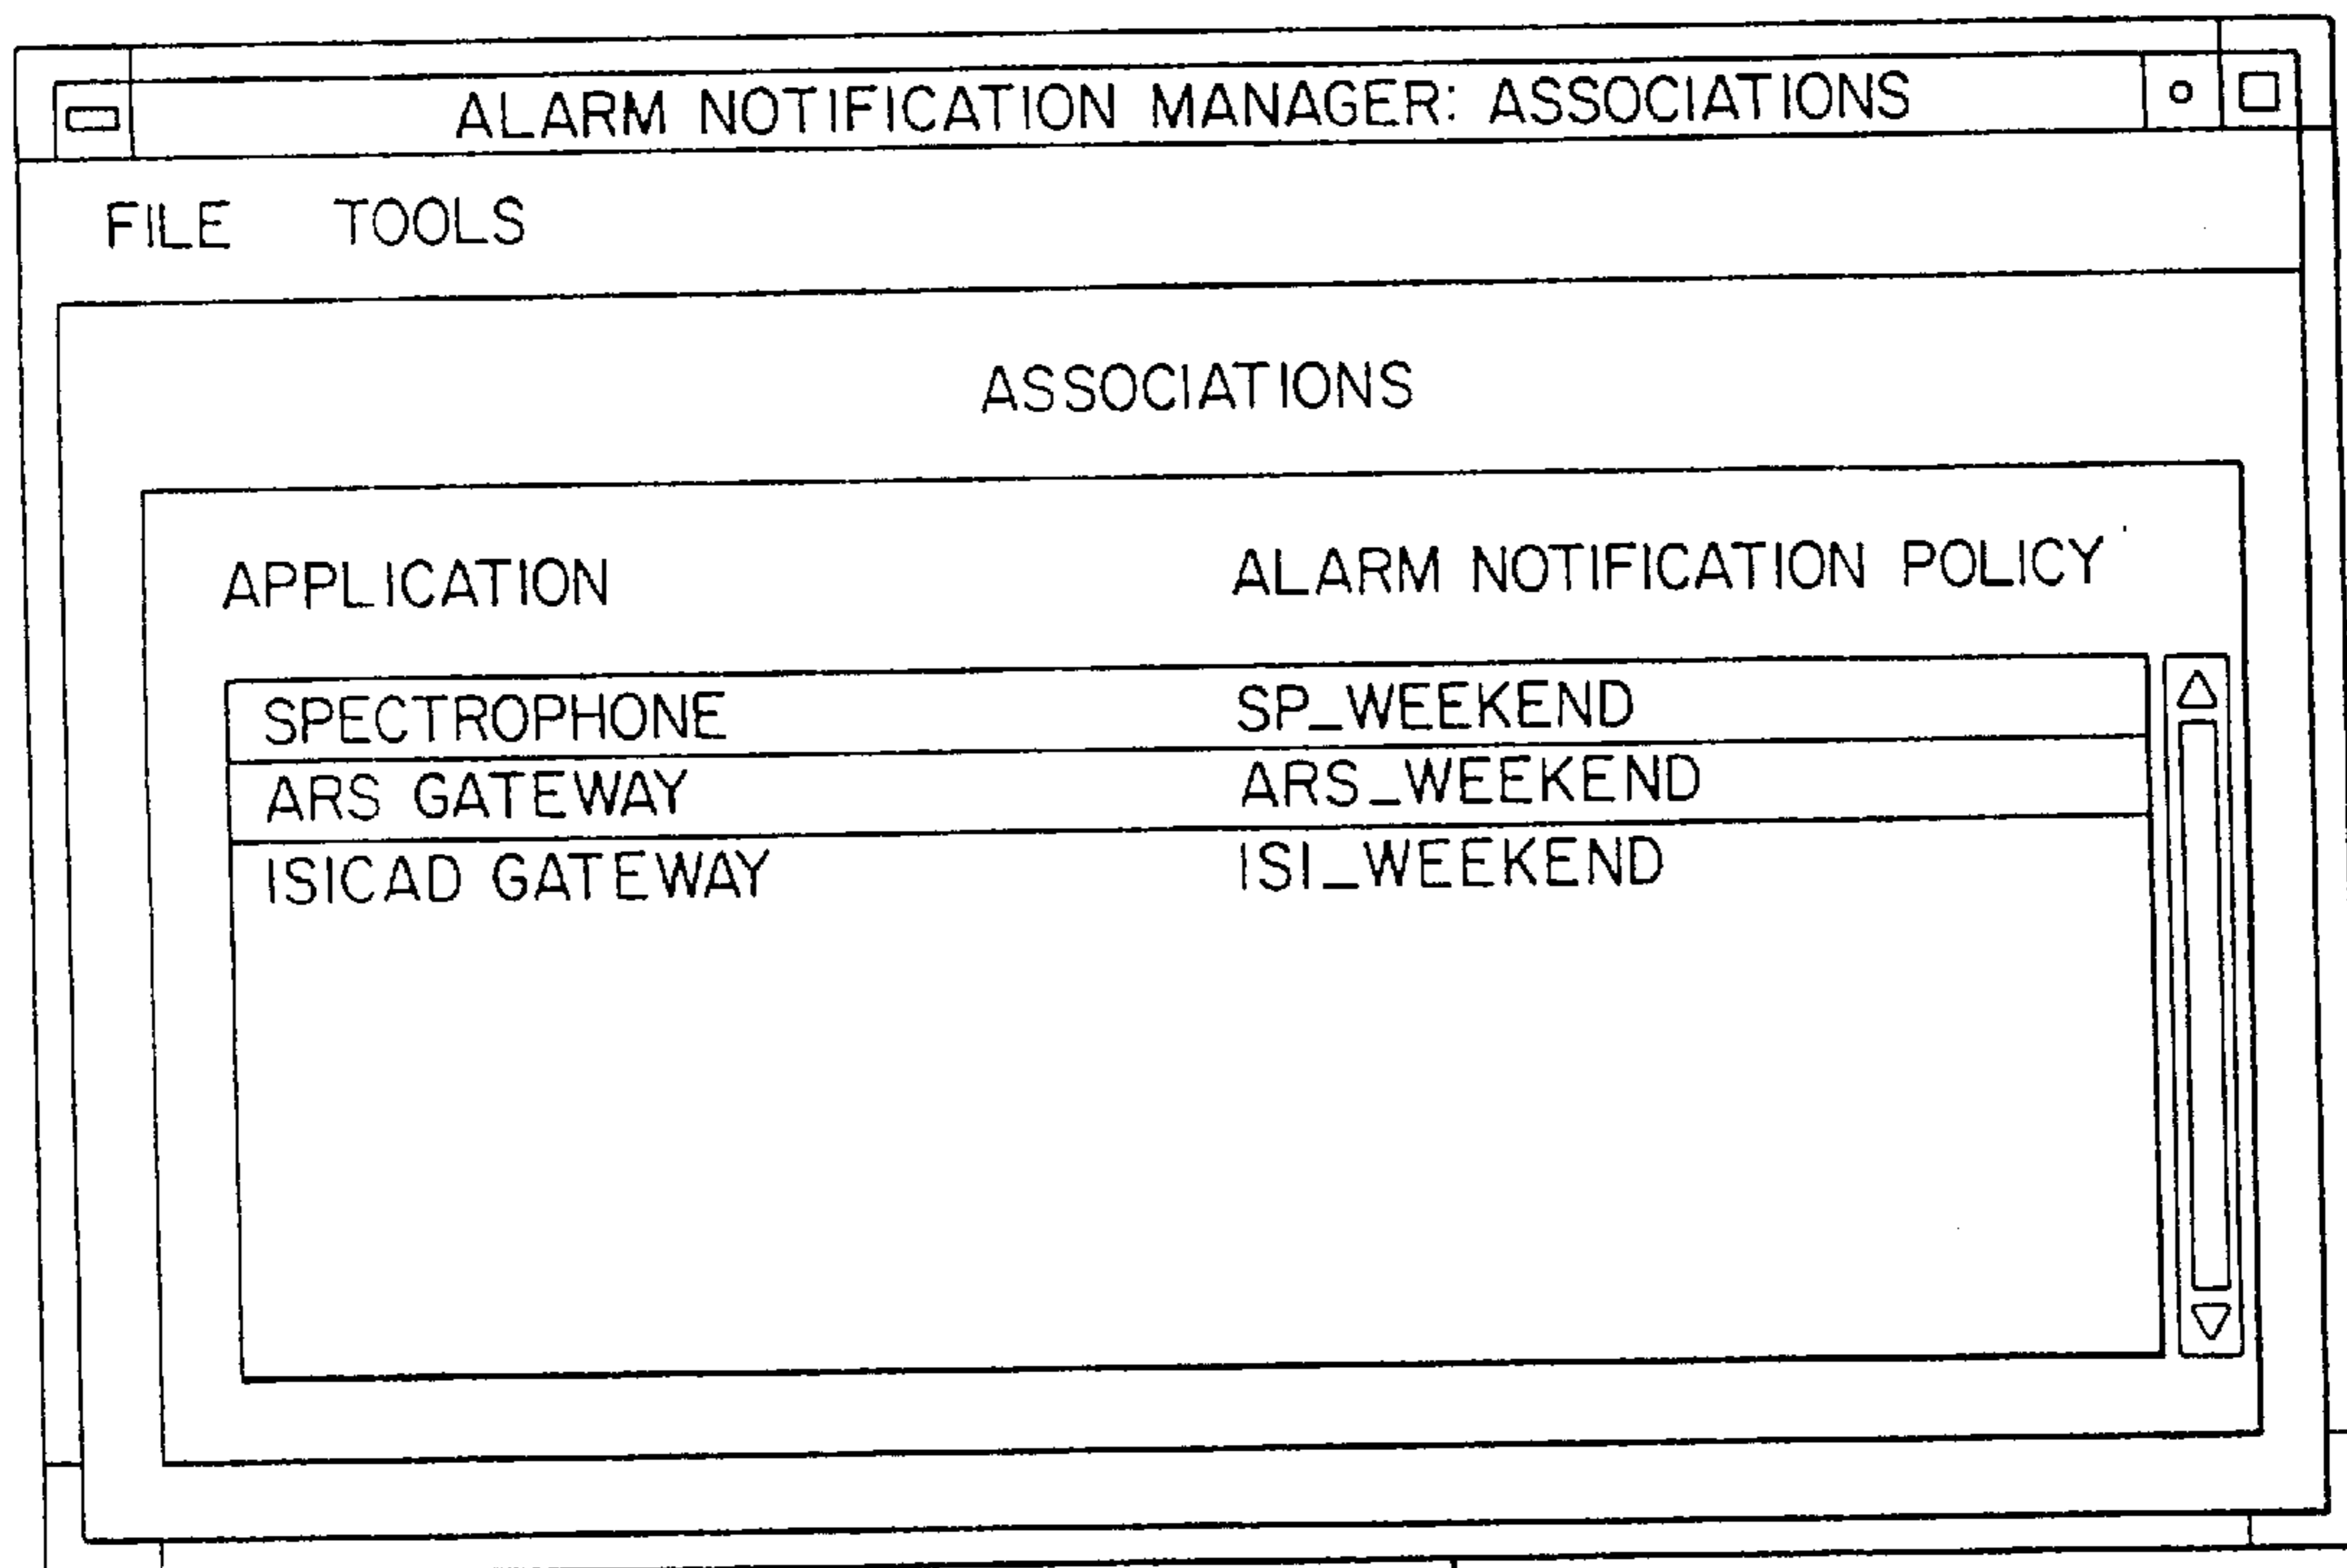 ALARM NOTIFICATION MANAGER: ASSOCIATIONS
FILE TOOLS
ASSOCIATIONS
APPLICATION ALARM NOTIFICATION POLICY
SPECTROPHONE SP_WEEKEND
ARS GATEWAY ARS_WEEKEND
ISICAD GATEWAY ISI_WEEKEND